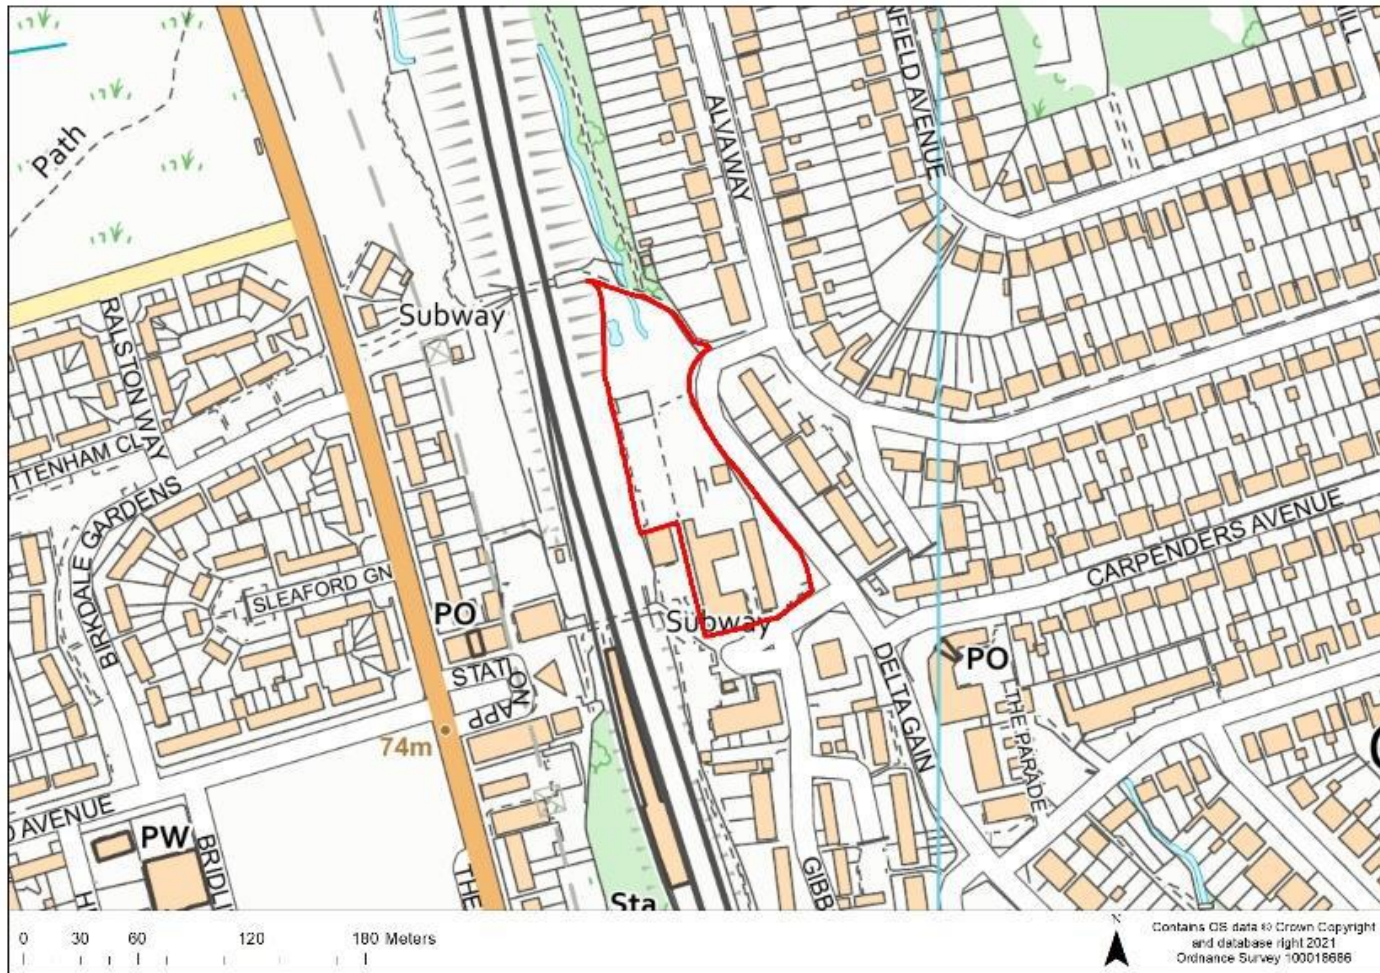 NFIELD AVENUE
HILL
ALVAWAY
Path
Subway
RALSTON WAY
TTENHAM CL
BIRKDALE GARDENS
SLEAFORD GN
CARPENDERS AVENUE
PO
Subway
STATI
ON
APP
DELTA GAIN
PO
THE PARADE
74m
D AVENUE
PW
BRIDLI
H
THE
GIBB
Sta
0 30 60 120 180 Meters
N
Contains OS data © Crown Copyright
and database right 2021
Ordnance Survey 100018686